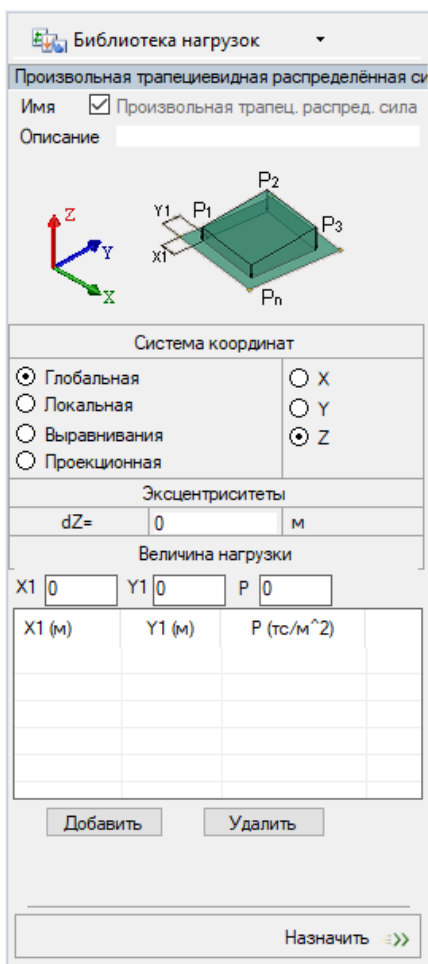 Библиотека нагрузок
Произвольная трапециевидная распределённая си
Имя Произвольная трапец. распред. сила
Описание
Z
Y
X
Y1
X1
P1
P2
P3
Pn
Система координат
Глобальная X
Локальная Y
Выравнивания Z
Проекционная
Эксцентриситеты
dZ= 0 м
Величина нагрузки
X1 0 Y1 0 P 0
X1 (м) Y1 (м) P (тс/м^2)
Добавить Удалить
Назначить